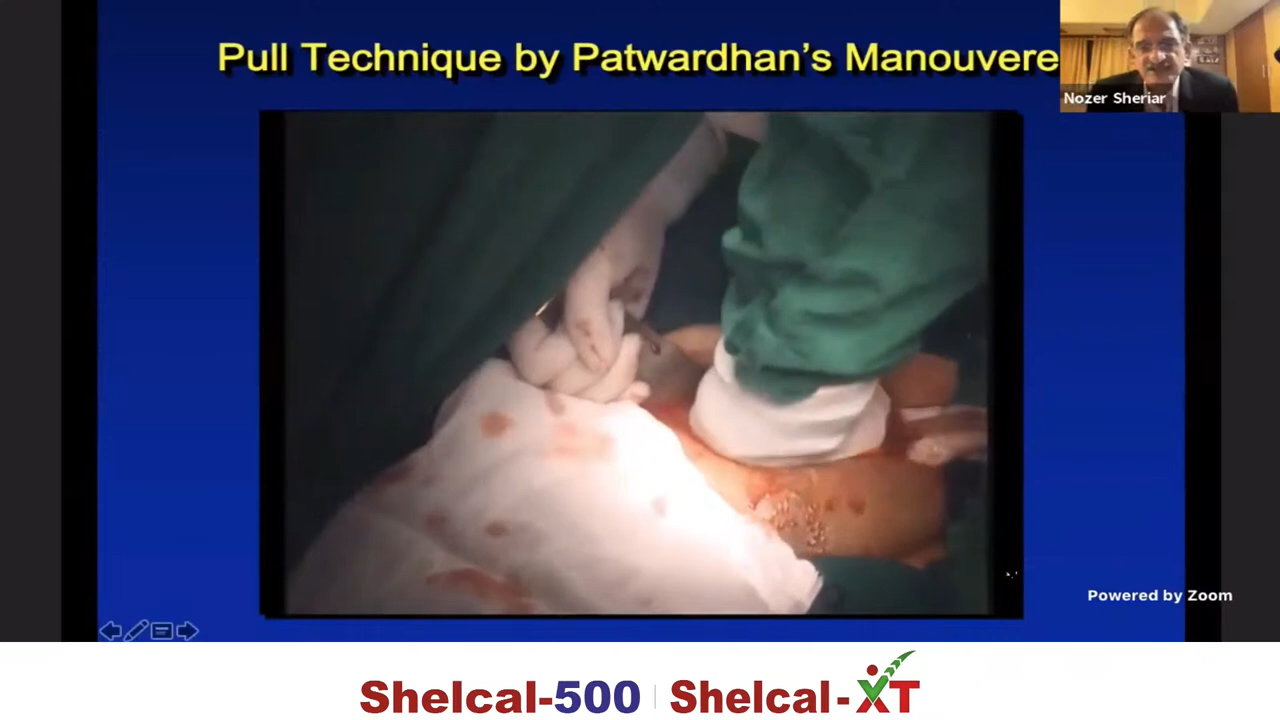 Pull Technique by Patwardhan's Manouvere
Nozer Sheriar
Powered by Zoom
Shelcal-500 Shelcal-XT